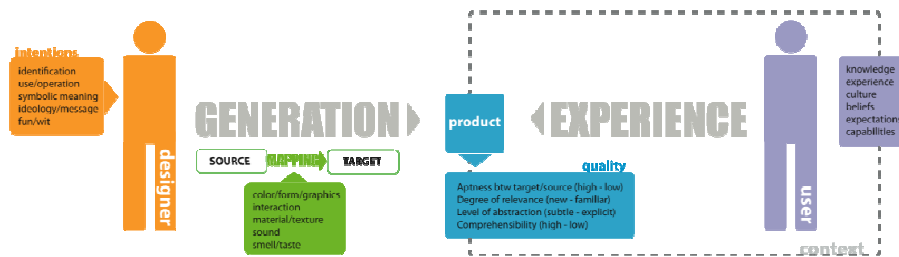 intentions
identification
use/operation
symbolic meaning
ideology/message
fun/wit
designer
GENERATION
SOURCE
MAPPING
TARGET
color/form/graphics
interaction
material/texture
sound
smell/taste
product
EXPERIENCE
quality
Aptness btw target/source (high - low)
Degree of relevance (new - familiar)
Level of abstraction (subtle - explicit)
Comprehensibility (high - low)
user
knowledge
experience
culture
beliefs
expectations
capabilities
context